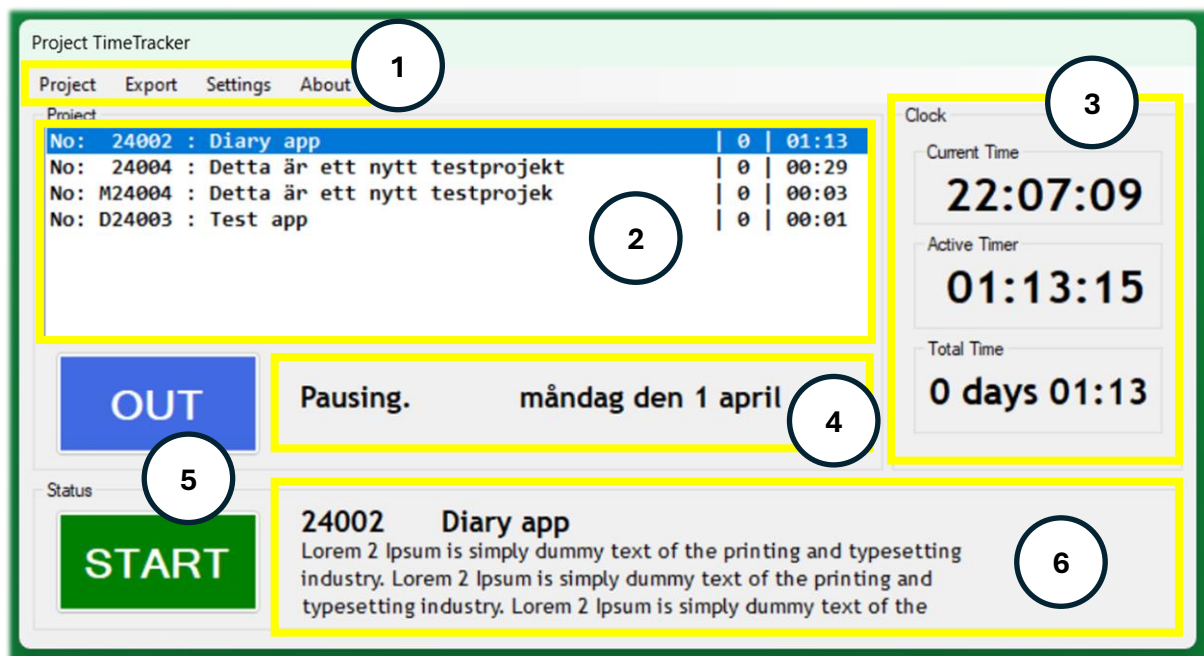 Project TimeTracker
Project Export Settings About
1
Project
No:  24002 : Diary app | 0 | 01:13
No:  24004 : Detta är ett nytt testprojekt | 0 | 00:29
No: M24004 : Detta är ett nytt testprojek | 0 | 00:03
No: D24003 : Test app | 0 | 00:01
2
Clock
3
Current Time
22:07:09
Active Timer
01:13:15
Total Time
0 days 01:13
OUT
Pausing. måndag den 1 april
4
5
Status
START
24002 Diary app
Lorem 2 Ipsum is simply dummy text of the printing and typesetting
industry. Lorem 2 Ipsum is simply dummy text of the printing and
typesetting industry. Lorem 2 Ipsum is simply dummy text of the
6